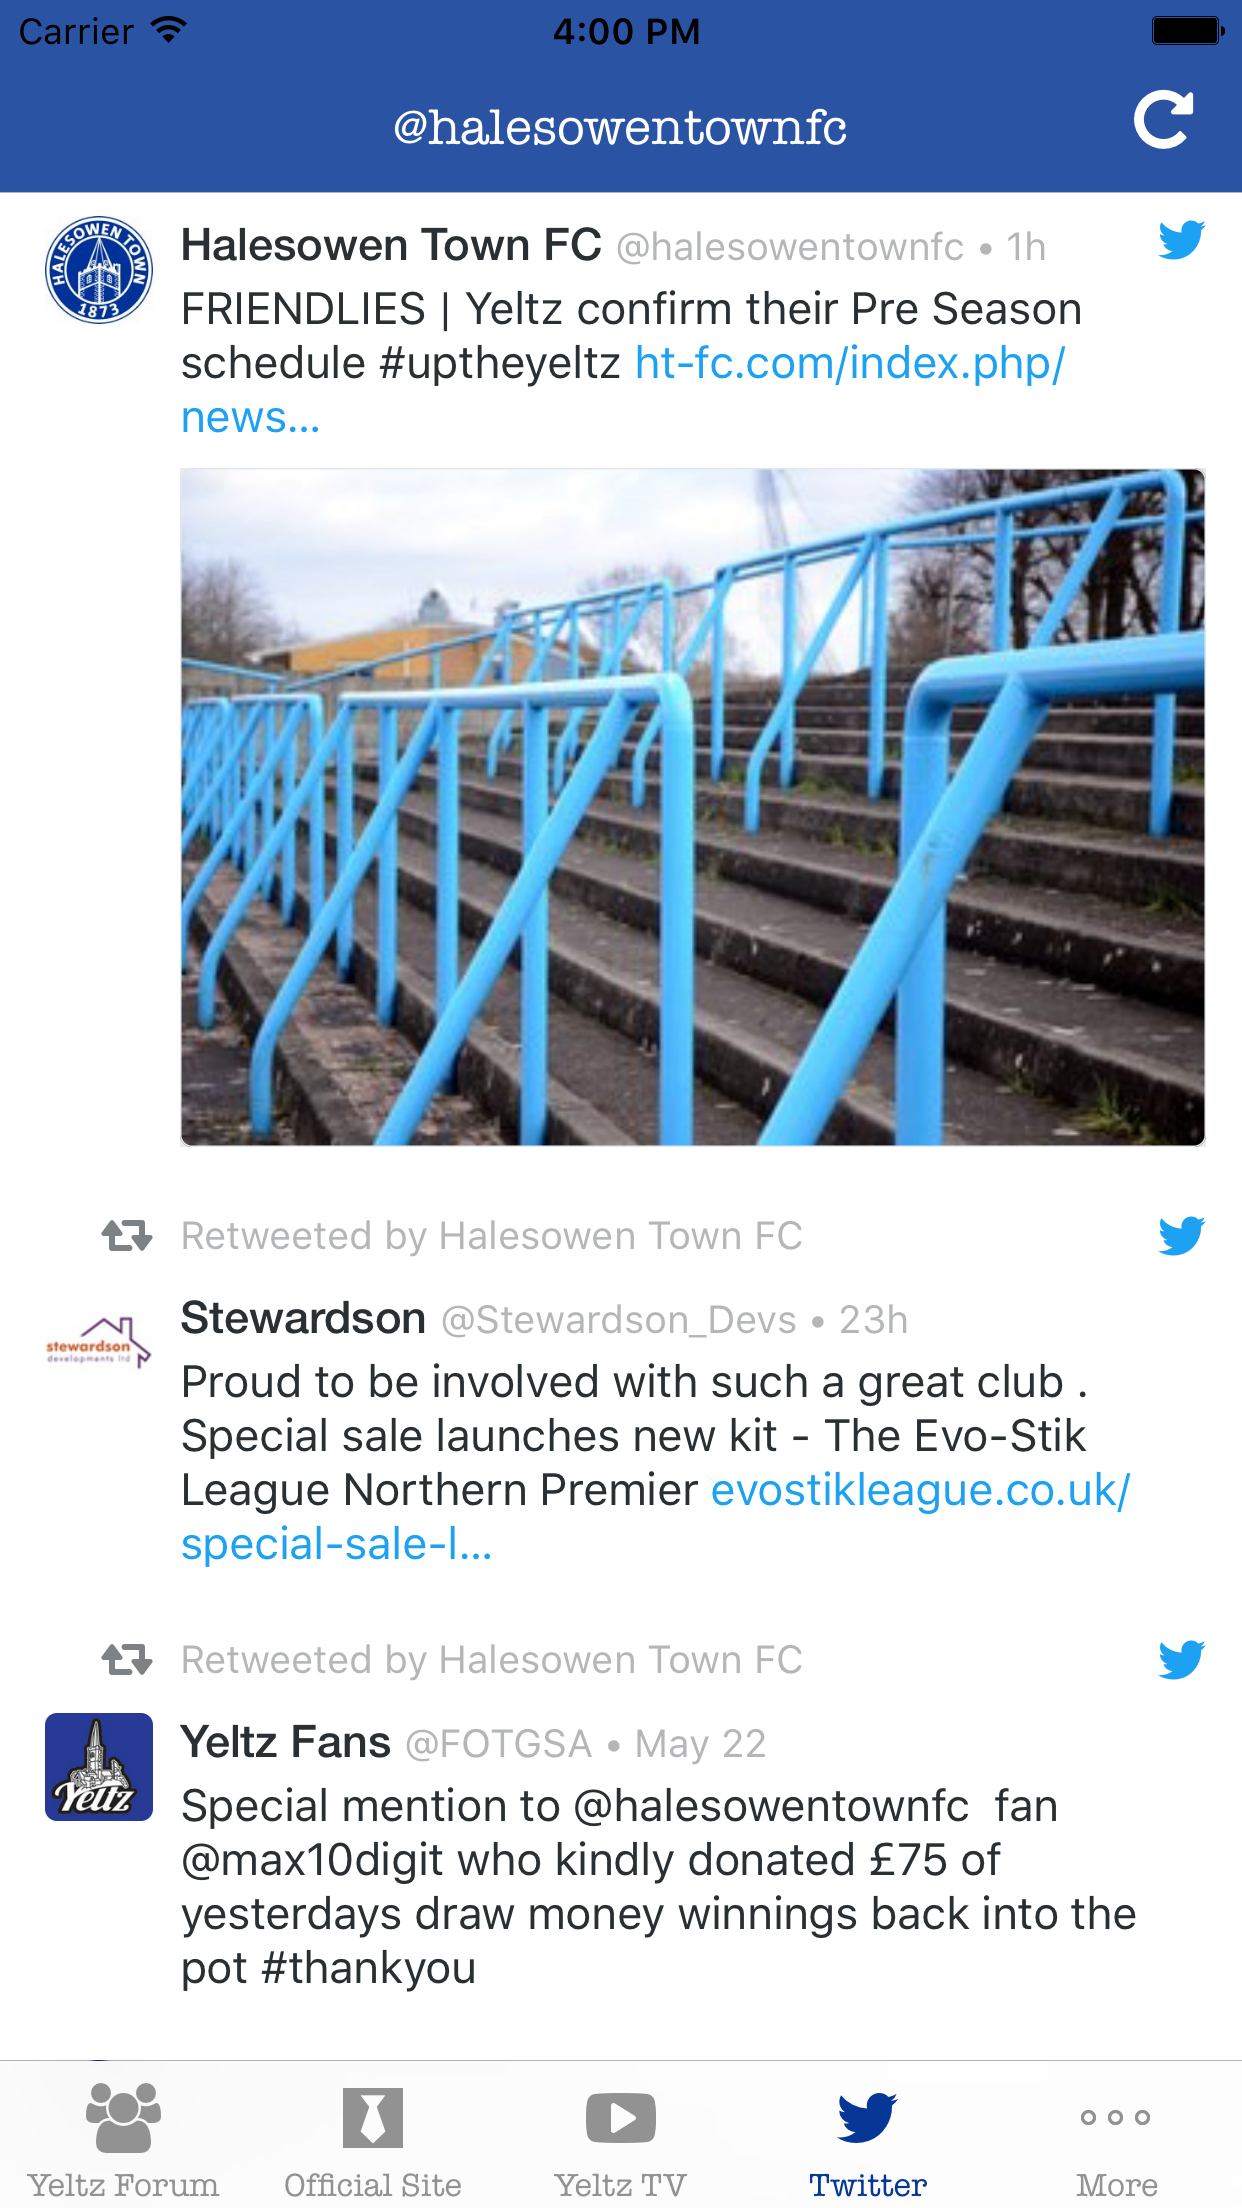 Carrier 4:00 PM
@halesowentownfc
HALESOWEN TOWN
1873
Halesowen Town FC @halesowentownfc • 1h
FRIENDLIES | Yeltz confirm their Pre Season
schedule #uptheyeltz ht-fc.com/index.php/
news...
Retweeted by Halesowen Town FC
stewardson
developments ltd
Stewardson @Stewardson_Devs • 23h
Proud to be involved with such a great club .
Special sale launches new kit - The Evo-Stik
League Northern Premier evostikleague.co.uk/
special-sale-l...
Retweeted by Halesowen Town FC
Yeltz
Yeltz Fans @FOTGSA • May 22
Special mention to @halesowentownfc  fan
@max10digit who kindly donated £75 of
yesterdays draw money winnings back into the
pot #thankyou
Yeltz Forum Official Site Yeltz TV Twitter More